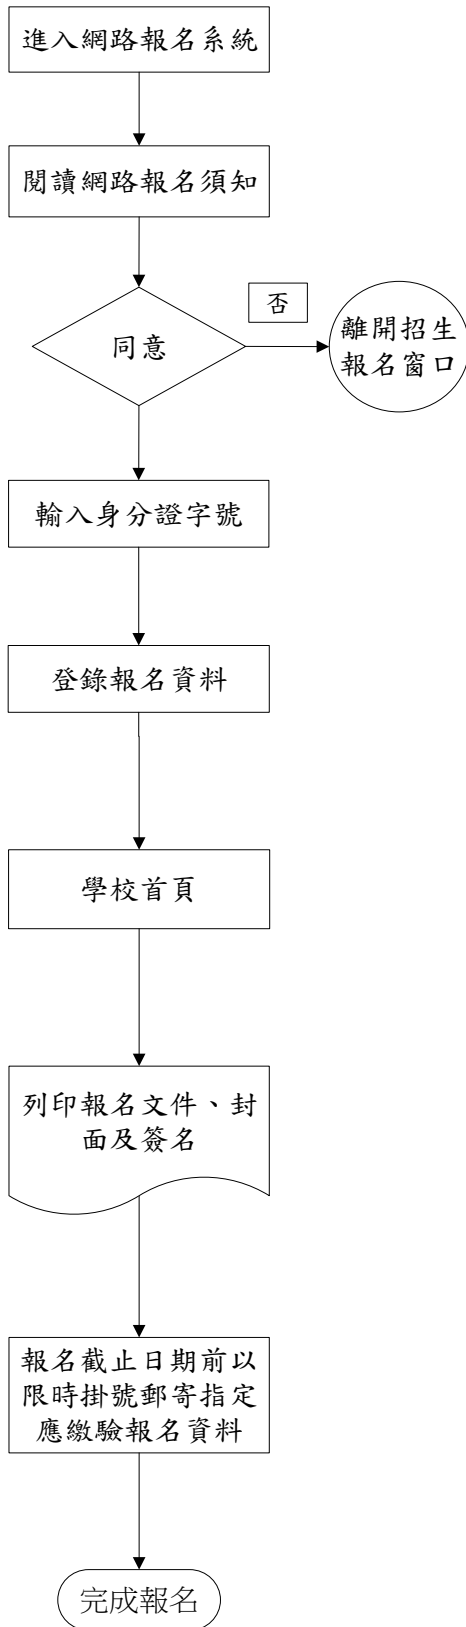 進入網路報名系統
閱讀網路報名須知
否
同意
離開招生
報名窗口
輸入身分證字號
登錄報名資料
學校首頁
列印報名文件、封
面及簽名
報名截止日期前以
限時掛號郵寄指定
應繳驗報名資料
完成報名